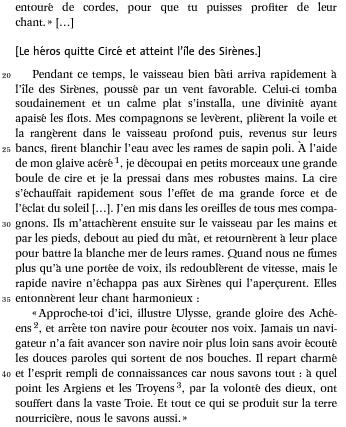 entouré de cordes, pour que tu puisses profiter de leur
chant. » […]
[Le héros quitte Circé et atteint l'île des Sirènes.]
20 Pendant ce temps, le vaisseau bien bâti arriva rapidement à
l'île des Sirènes, poussé par un vent favorable. Celui-ci tomba
soudainement et un calme plat s'installa, une divinité ayant
apaisé les flots. Mes compagnons se levèrent, plièrent la voile et
la rangèrent dans le vaisseau profond puis, revenus sur leurs
25 bancs, firent blanchir l'eau avec les rames de sapin poli. À l'aide
de mon glaive acéré¹, je découpai en petits morceaux une grande
boule de cire et je la pressai dans mes robustes mains. La cire
s'échauffait rapidement sous l'effet de ma grande force et de
l'éclat du soleil […]. J'en mis dans les oreilles de tous mes compa-
30 gnons. Ils m'attachèrent ensuite sur le vaisseau par les mains et
par les pieds, debout au pied du mât, et retournèrent à leur place
pour battre la blanche mer de leurs rames. Quand nous ne fûmes
plus qu'à une portée de voix, ils redoublèrent de vitesse, mais le
rapide navire n'échappa pas aux Sirènes qui l'aperçurent. Elles
35 entonnèrent leur chant harmonieux :
« Approche-toi d'ici, illustre Ulysse, grande gloire des Aché-
ens², et arrête ton navire pour écouter nos voix. Jamais un navi-
gateur n'a fait avancer son navire noir plus loin sans avoir écouté
les douces paroles qui sortent de nos bouches. Il repart charmé
40 et l'esprit rempli de connaissances car nous savons tout : à quel
point les Argiens et les Troyens³, par la volonté des dieux, ont
souffert dans la vaste Troie. Et tout ce qui se produit sur la terre
nourricière, nous le savons aussi. »